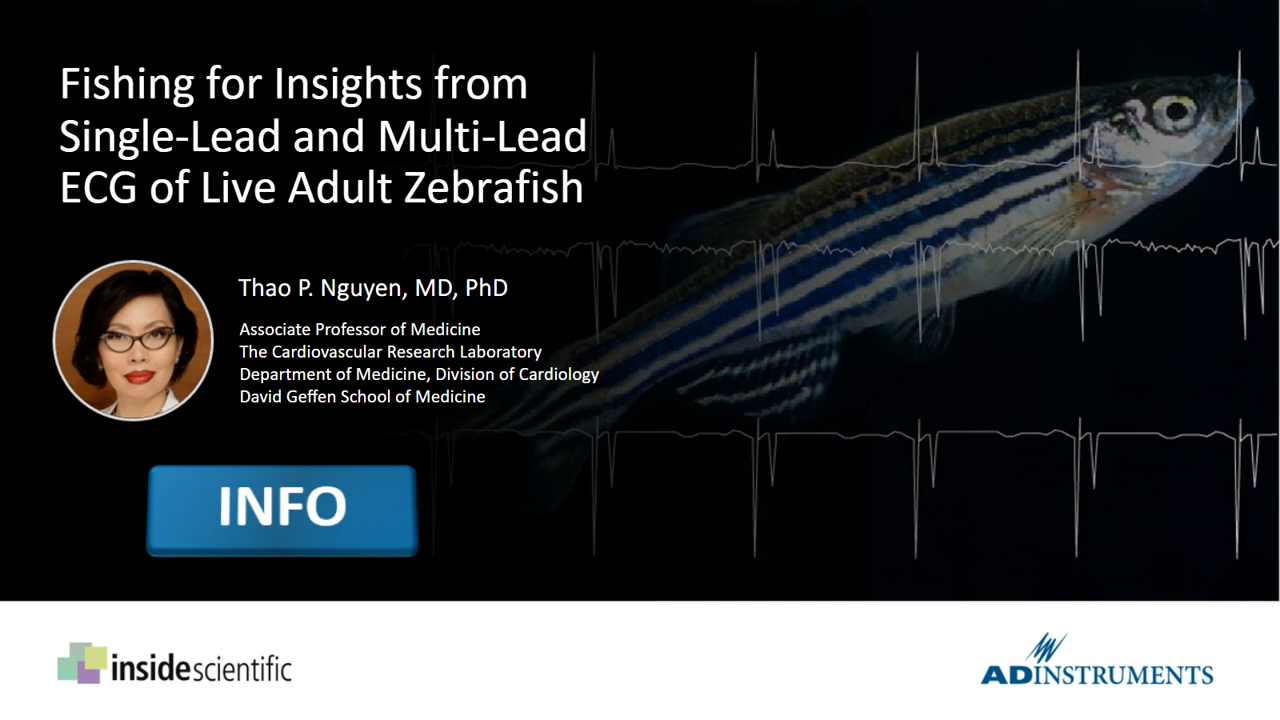 Fishing for Insights from
Single-Lead and Multi-Lead
ECG of Live Adult Zebrafish
Thao P. Nguyen, MD, PhD
Associate Professor of Medicine
The Cardiovascular Research Laboratory
Department of Medicine, Division of Cardiology
David Geffen School of Medicine
INFO
insidescientific
ADINSTRUMENTS